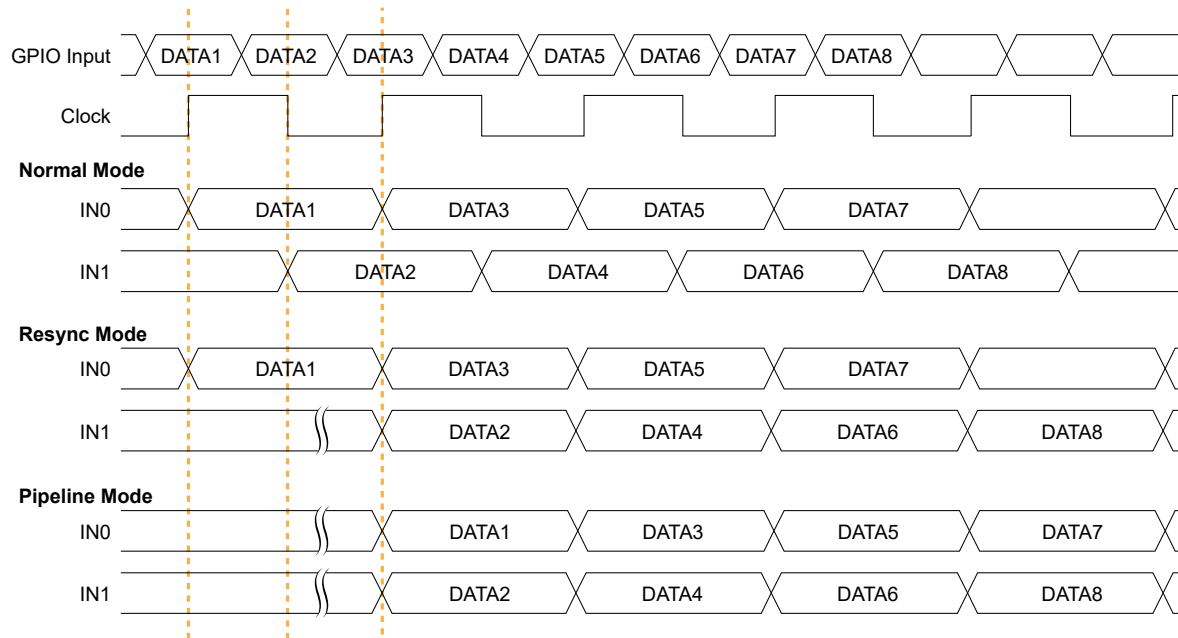 GPIO Input DATA1 DATA2 DATA3 DATA4 DATA5 DATA6 DATA7 DATA8
Clock
Normal Mode
IN0 DATA1 DATA3 DATA5 DATA7
IN1 DATA2 DATA4 DATA6 DATA8
Resync Mode
IN0 DATA1 DATA3 DATA5 DATA7
IN1 DATA2 DATA4 DATA6 DATA8
Pipeline Mode
IN0 DATA1 DATA3 DATA5 DATA7
IN1 DATA2 DATA4 DATA6 DATA8